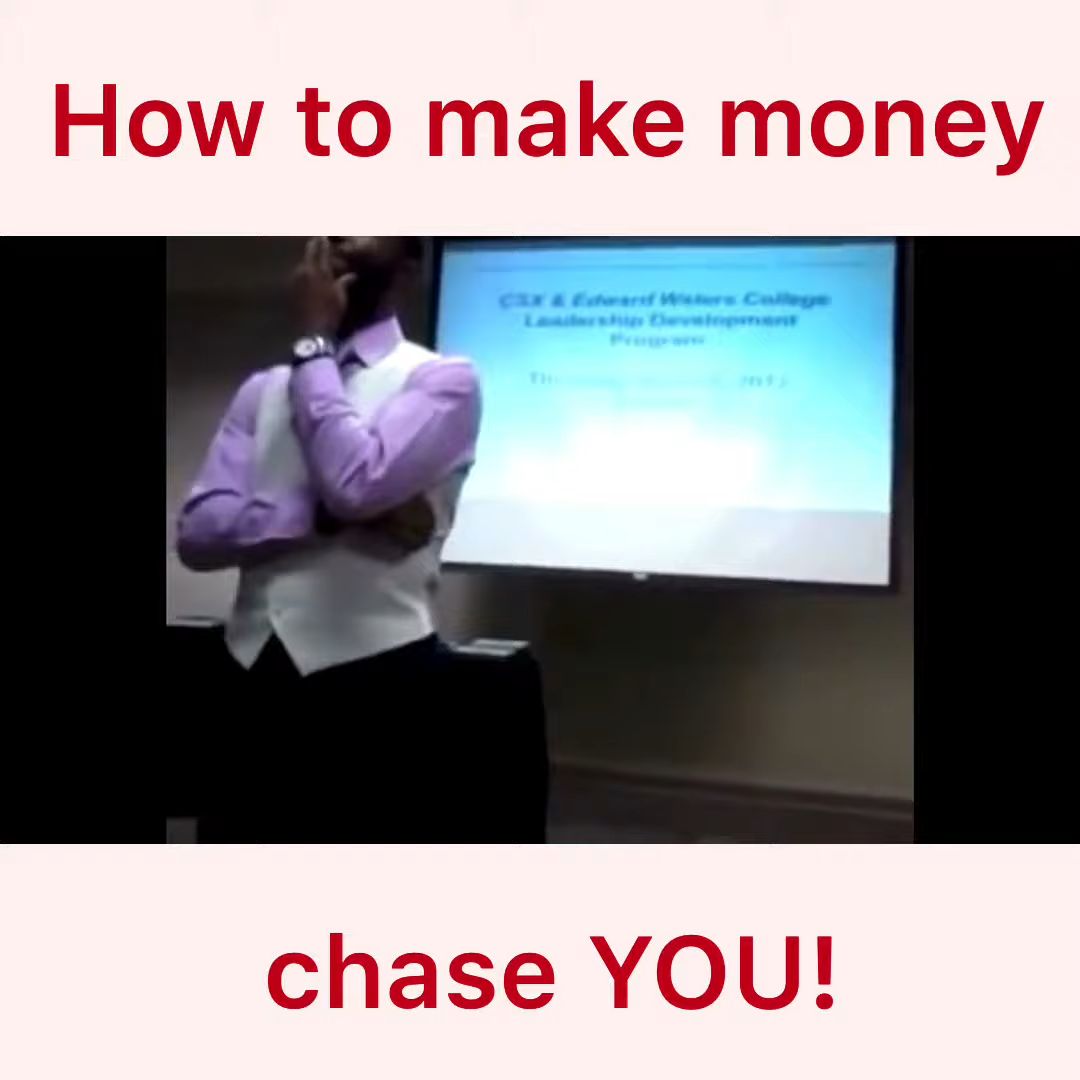 How to make money
CSX & Edward Waters College
Leadership Development
Program
chase YOU!